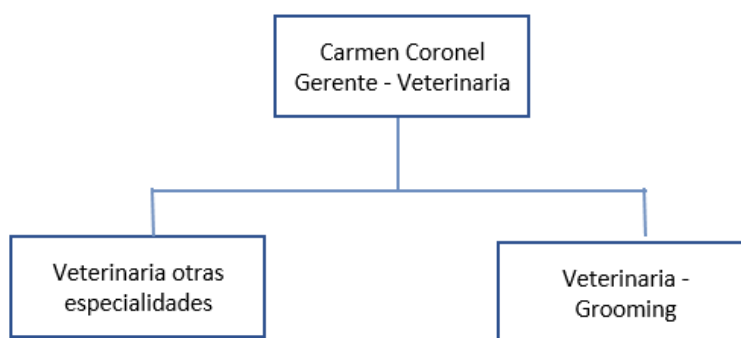 Carmen Coronel
Gerente - Veterinaria
Veterinaria otras
especialidades
Veterinaria -
Grooming